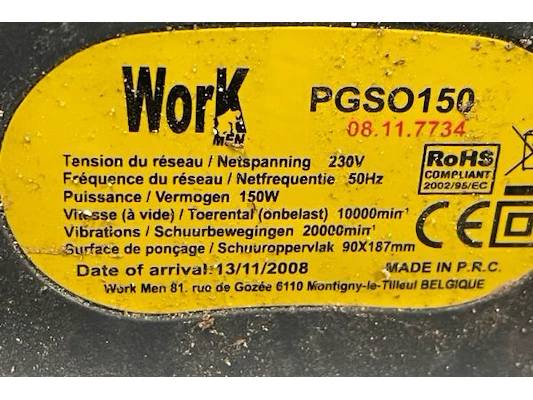 Work
MEN
PGSO150
08.11.7734
Tension du réseau / Netspanning 230V
Fréquence du réseau / Netfrequentie 50Hz
Puissance / Vermogen 150W
Vitesse (à vide) / Toerental (onbelast) 10000min⁻¹
Vibrations / Schuurbewegingen 20000min⁻¹
Surface de ponçage / Schuuroppervlak 90X187mm
RoHS
COMPLIANT
2002/95/EC
CE
Date of arrival:13/11/2008
MADE IN P.R.C.
Work Men 81. rue de Gozée 6110 Montigny-le-Tilleul BELGIQUE